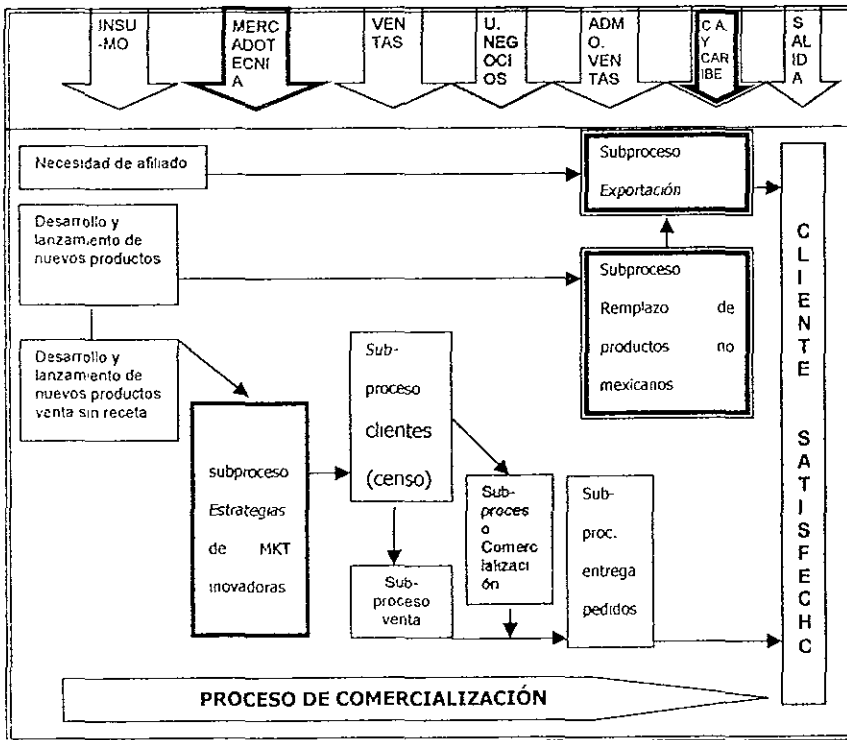 INSU
-MO
MERC
ADOT
ECNI
A
VEN
TAS
U.
NEG
OCI
OS
ADM
O.
VEN
TAS
C A.
Y
CAR
IBE
S
AL
ID
A
Necesidad de afiliado
Subproceso
Exportación
Desarrollo y
lanzamiento de
nuevos productos
Subproceso
Remplazo de
productos no
mexicanos
Desarrollo y
lanzamiento de
nuevos productos
venta sin receta
Sub-
proceso
clientes
(censo)
subproceso
Estrategias
de MKT
inovadoras
Sub-
proces
o
Comerc
ializaci
ón
Sub-
proc.
entrega
pedidos
Sub-
proceso
venta
C
L
I
E
N
T
E
S
A
T
I
S
F
E
C
H
O
PROCESO DE COMERCIALIZACIÓN